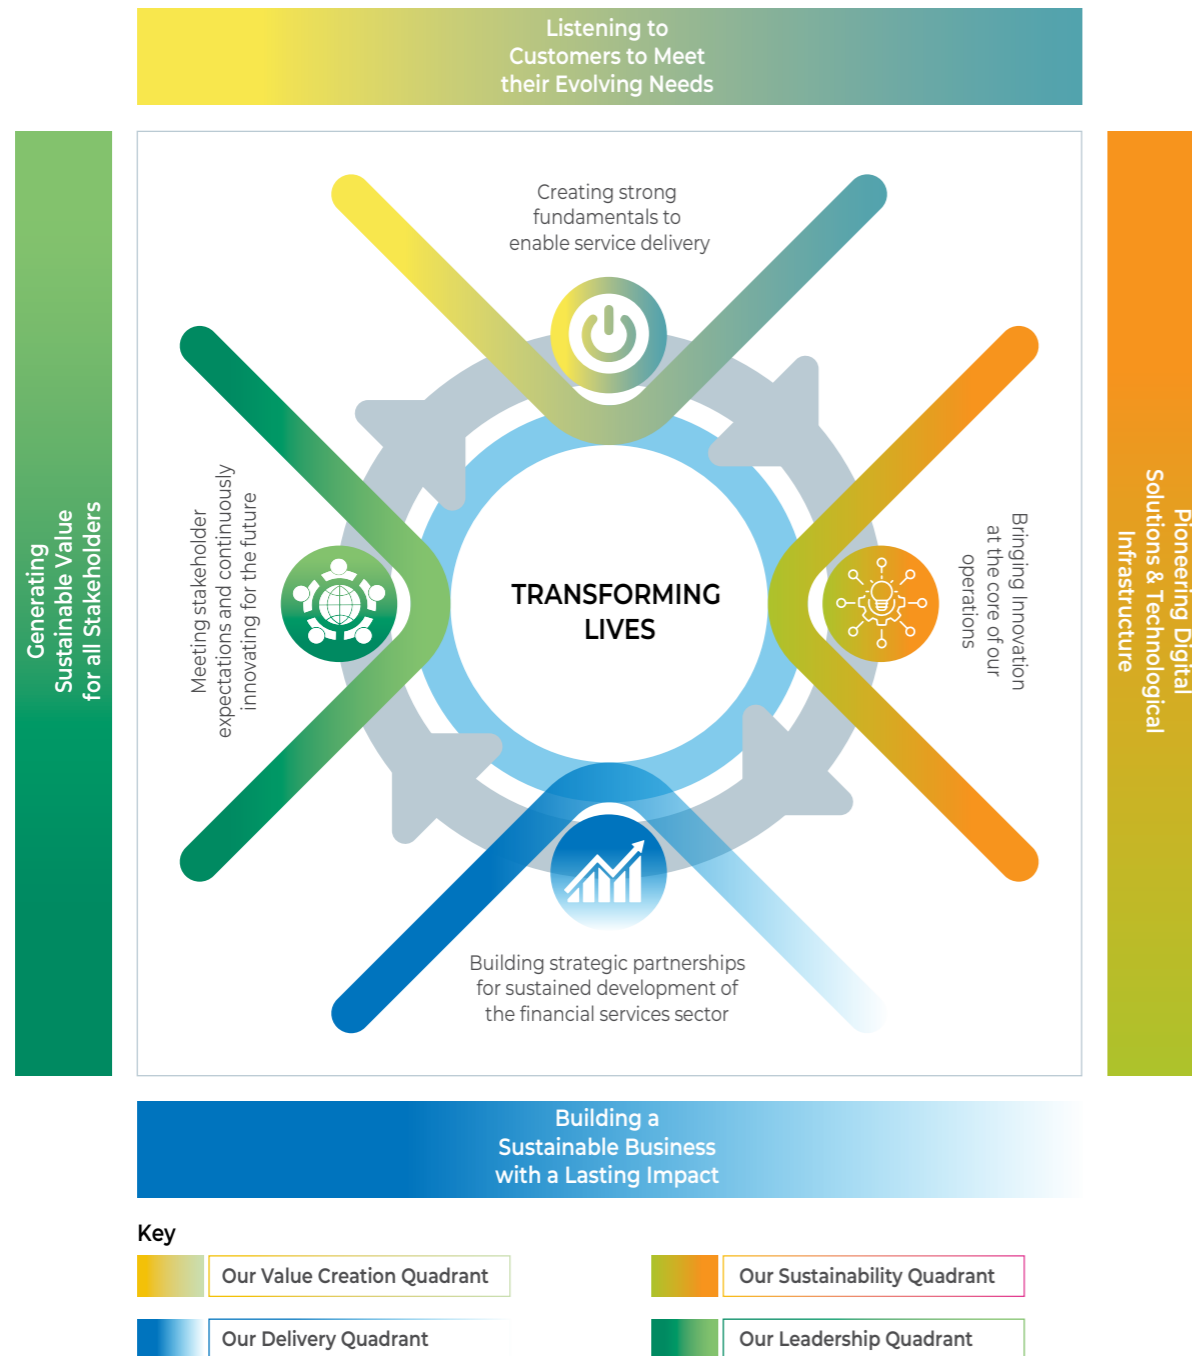 Listening to
Customers to Meet
their Evolving Needs
Creating strong
fundamentals to
enable service delivery
Generating
Sustainable Value
for all Stakeholders
Meeting stakeholder
expectations and continuously
innovating for the future
TRANSFORMING
LIVES
Bringing Innovation
at the core of our
operations
Pioneering Digital
Solutions & Technological
Infrastructure
Building strategic partnerships
for sustained development of
the financial services sector
Building a
Sustainable Business
with a Lasting Impact
Key
Our Value Creation Quadrant
Our Sustainability Quadrant
Our Delivery Quadrant
Our Leadership Quadrant